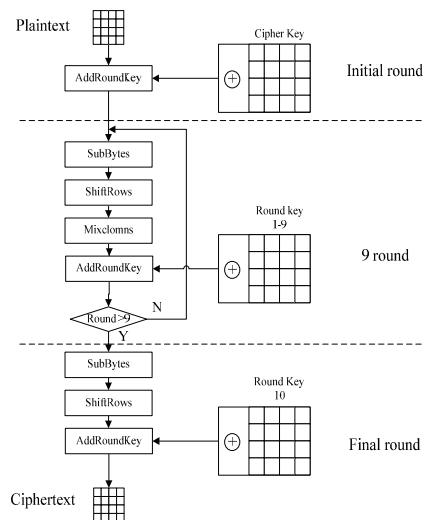 Plaintext
Cipher Key
AddRoundKey
Initial round
SubBytes
ShiftRows
Mixclomns
Round key
1-9
AddRoundKey
9 round
Round>9
N
Y
SubBytes
ShiftRows
Round Key
10
AddRoundKey
Final round
Ciphertext